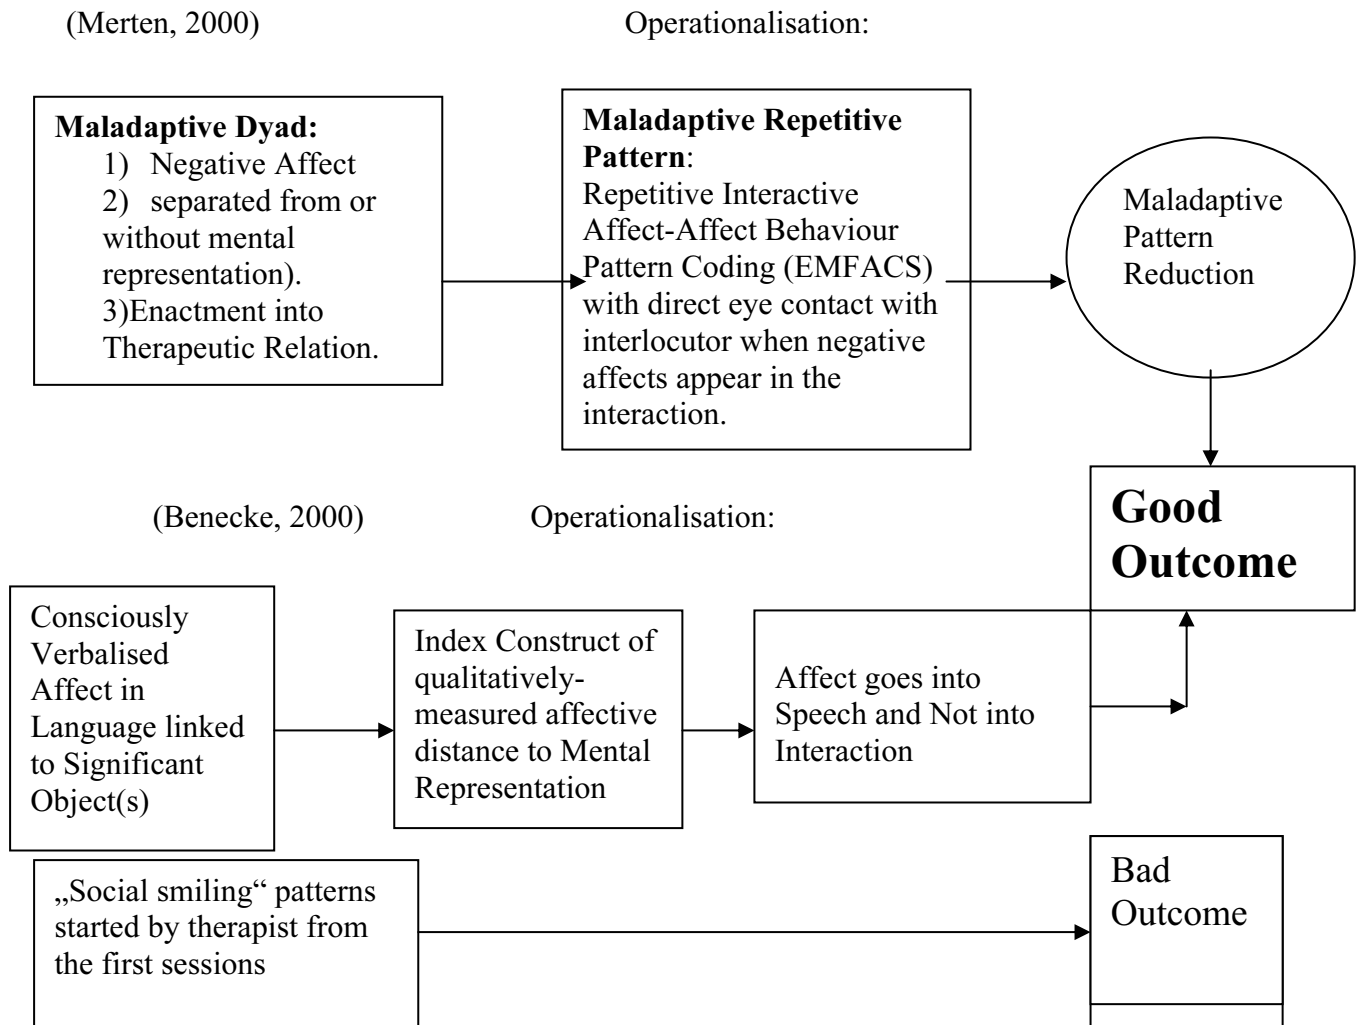 (Merten, 2000)
Operationalisation:
Maladaptive Dyad:
1) Negative Affect
2) separated from or
without mental
representation).
3)Enactment into
Therapeutic Relation.
Maladaptive Repetitive
Pattern:
Repetitive Interactive
Affect-Affect Behaviour
Pattern Coding (EMFACS)
with direct eye contact with
interlocutor when negative
affects appear in the
interaction.
Maladaptive
Pattern
Reduction
Good
Outcome
(Benecke, 2000)
Operationalisation:
Consciously
Verbalised
Affect in
Language linked
to Significant
Object(s)
Index Construct of
qualitatively-
measured affective
distance to Mental
Representation
Affect goes into
Speech and Not into
Interaction
„Social smiling“ patterns
started by therapist from
the first sessions
Bad
Outcome